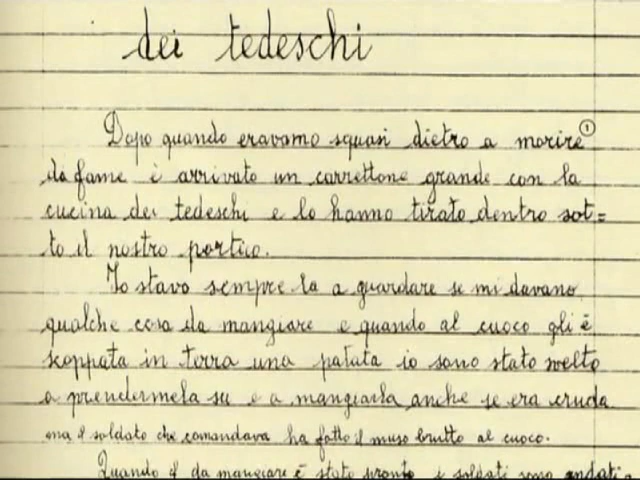 dei tedeschi
Dopo quando eravamo squasi dietro a morire ①
da fame è arrivato un carrettone grande con la
cucina dei tedeschi e lo hanno tirato dentro sot=
to il nostro portico.
Io stavo sempre la a guardare se mi davano
qualche cosa da mangiare e quando al cuoco gli è
scoppata in terra una patata io sono stato svelto
a prendermela su e a mangiarla anche se era cruda
ma il soldato che comandava ha fatto il muso brutto al cuoco.
Quando il da mangiare è stato pronto i soldati sono andati a